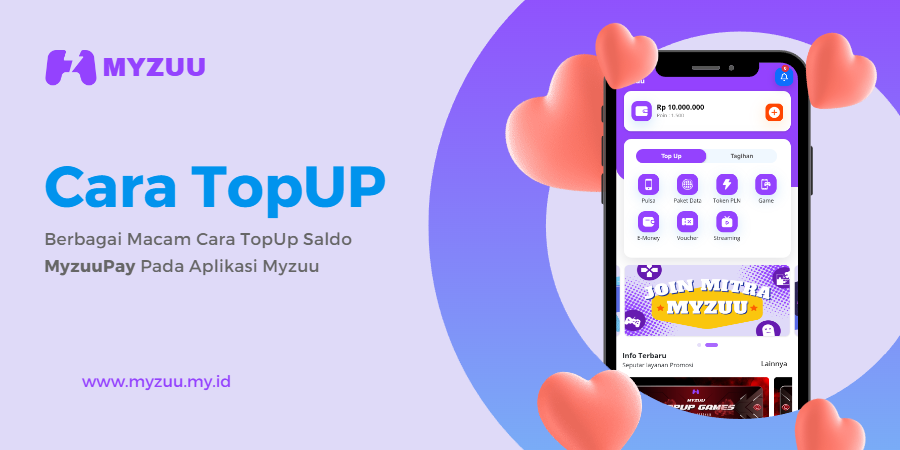 MYZUU
Cara TopUP
Berbagai Macam Cara TopUp Saldo
MyzuuPay Pada Aplikasi Myzuu
www.myzuu.my.id
Rp 10.000.000
Top Up
Tagihan
Pulsa
Paket Data
Token PLN
Game
E-Money
Voucher
Streaming
JOIN MITRA
MYZUU
Info Terbaru
Seputar layanan Promosi
Lainnya
MYZUU